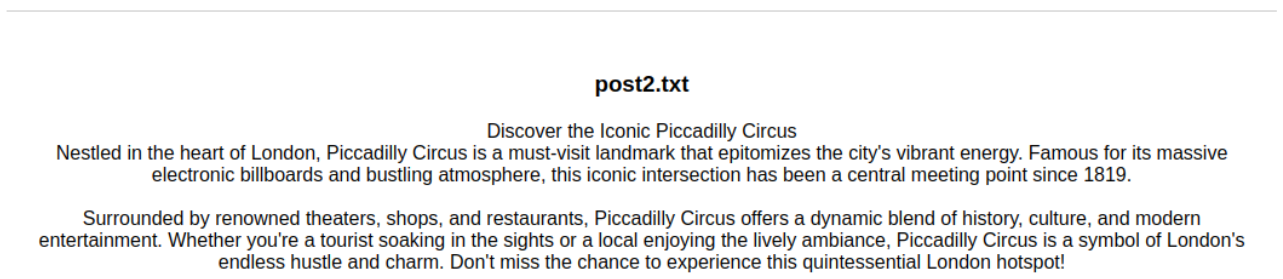 post2.txt
Discover the Iconic Piccadilly Circus
Nestled in the heart of London, Piccadilly Circus is a must-visit landmark that epitomizes the city's vibrant energy. Famous for its massive
electronic billboards and bustling atmosphere, this iconic intersection has been a central meeting point since 1819.
Surrounded by renowned theaters, shops, and restaurants, Piccadilly Circus offers a dynamic blend of history, culture, and modern
entertainment. Whether you're a tourist soaking in the sights or a local enjoying the lively ambiance, Piccadilly Circus is a symbol of London's
endless hustle and charm. Don't miss the chance to experience this quintessential London hotspot!